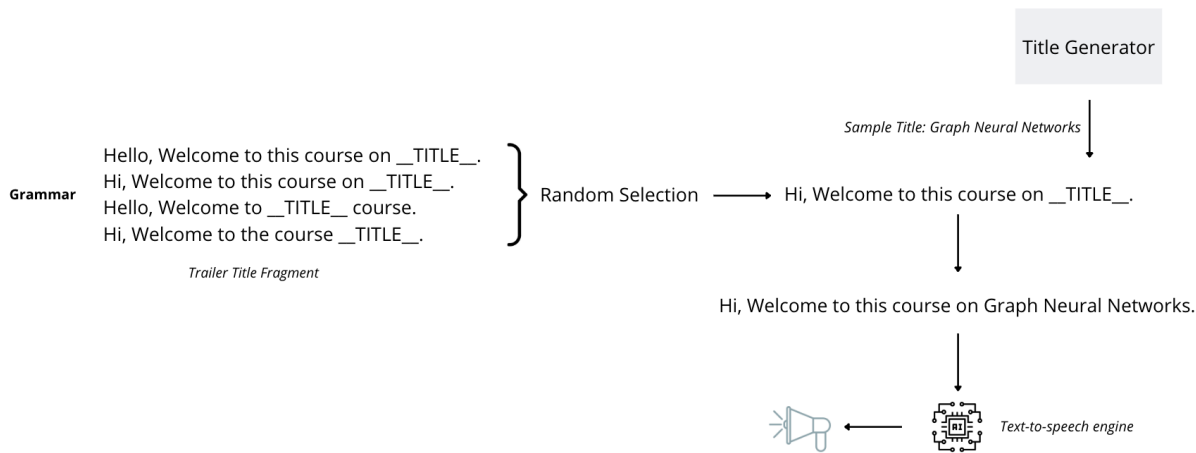 Title Generator
Sample Title: Graph Neural Networks
Grammar
Hello, Welcome to this course on __TITLE__.
Hi, Welcome to this course on __TITLE__.
Hello, Welcome to __TITLE__ course.
Hi, Welcome to the course __TITLE__.
Trailer Title Fragment
Random Selection
Hi, Welcome to this course on __TITLE__.
Hi, Welcome to this course on Graph Neural Networks.
AI
Text-to-speech engine